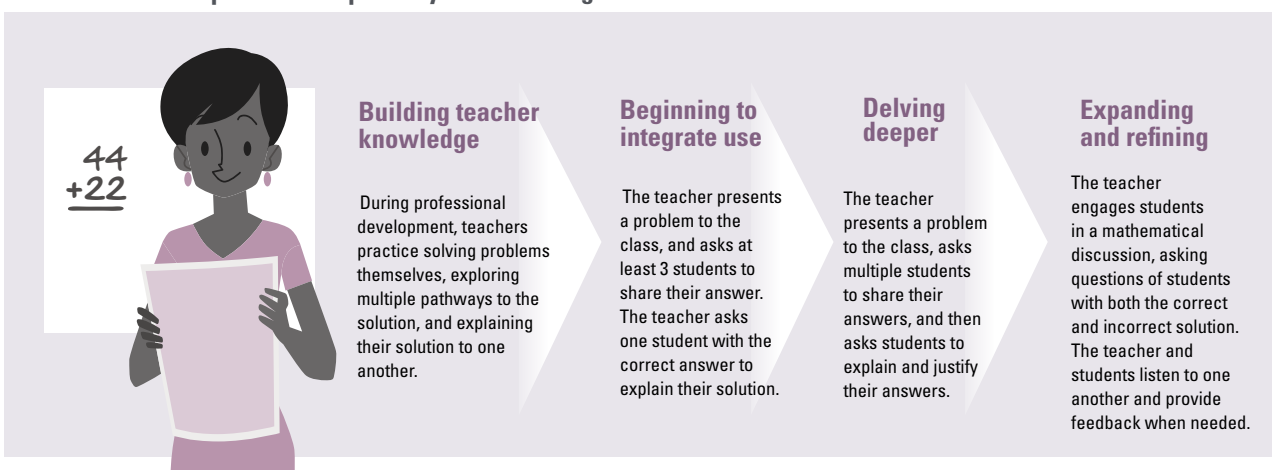 44
+22
Building teacher
knowledge
During professional
development, teachers
practice solving problems
themselves, exploring
multiple pathways to the
solution, and explaining
their solution to one
another.
Beginning to
integrate use
The teacher presents
a problem to the
class, and asks at
least 3 students to
share their answer.
The teacher asks
one student with the
correct answer to
explain their solution.
Delving
deeper
The teacher
presents a problem
to the class, asks
multiple students
to share their
answers, and then
asks students to
explain and justify
their answers.
Expanding
and refining
The teacher
engages students
in a mathematical
discussion, asking
questions of students
with both the correct
and incorrect solution.
The teacher and
students listen to one
another and provide
feedback when needed.